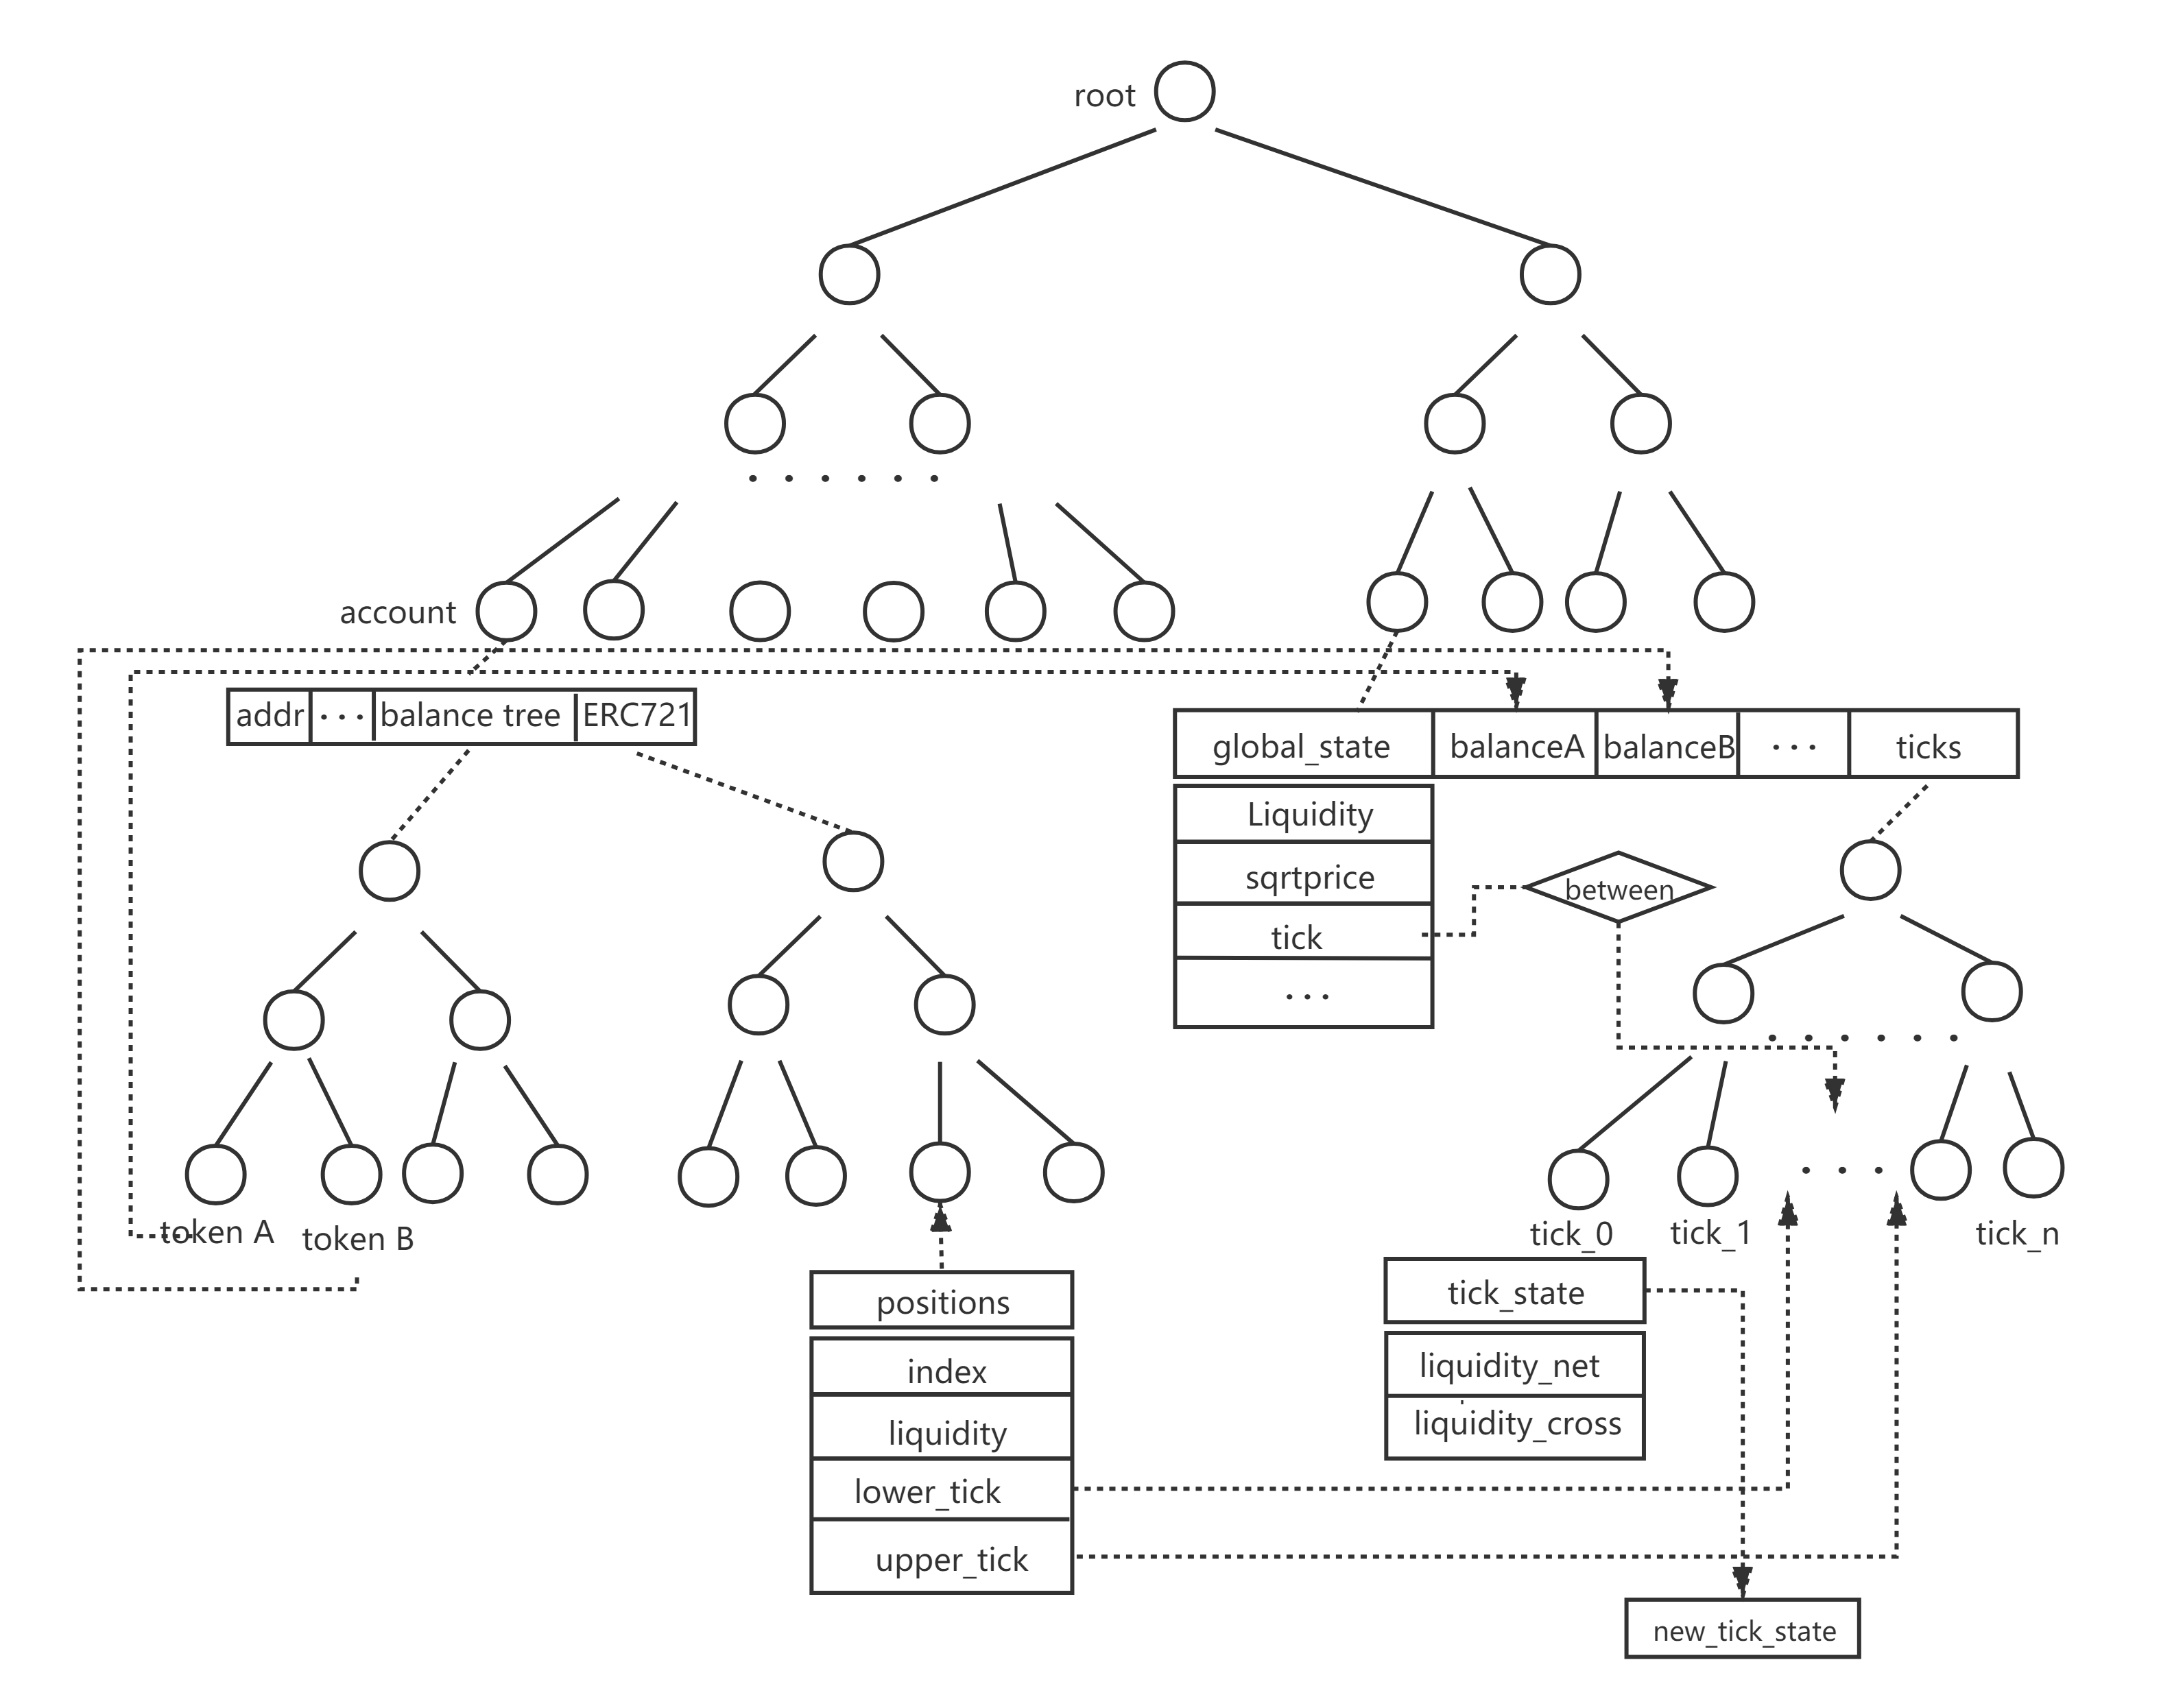 root
account
addr
...
balance tree
ERC721
global_state
balanceA
balanceB
...
ticks
Liquidity
sqrtprice
tick
...
between
token A
token B
tick_0
tick_1
tick_n
positions
index
liquidity
lower_tick
upper_tick
tick_state
liquidity_net
liquidity_cross
new_tick_state